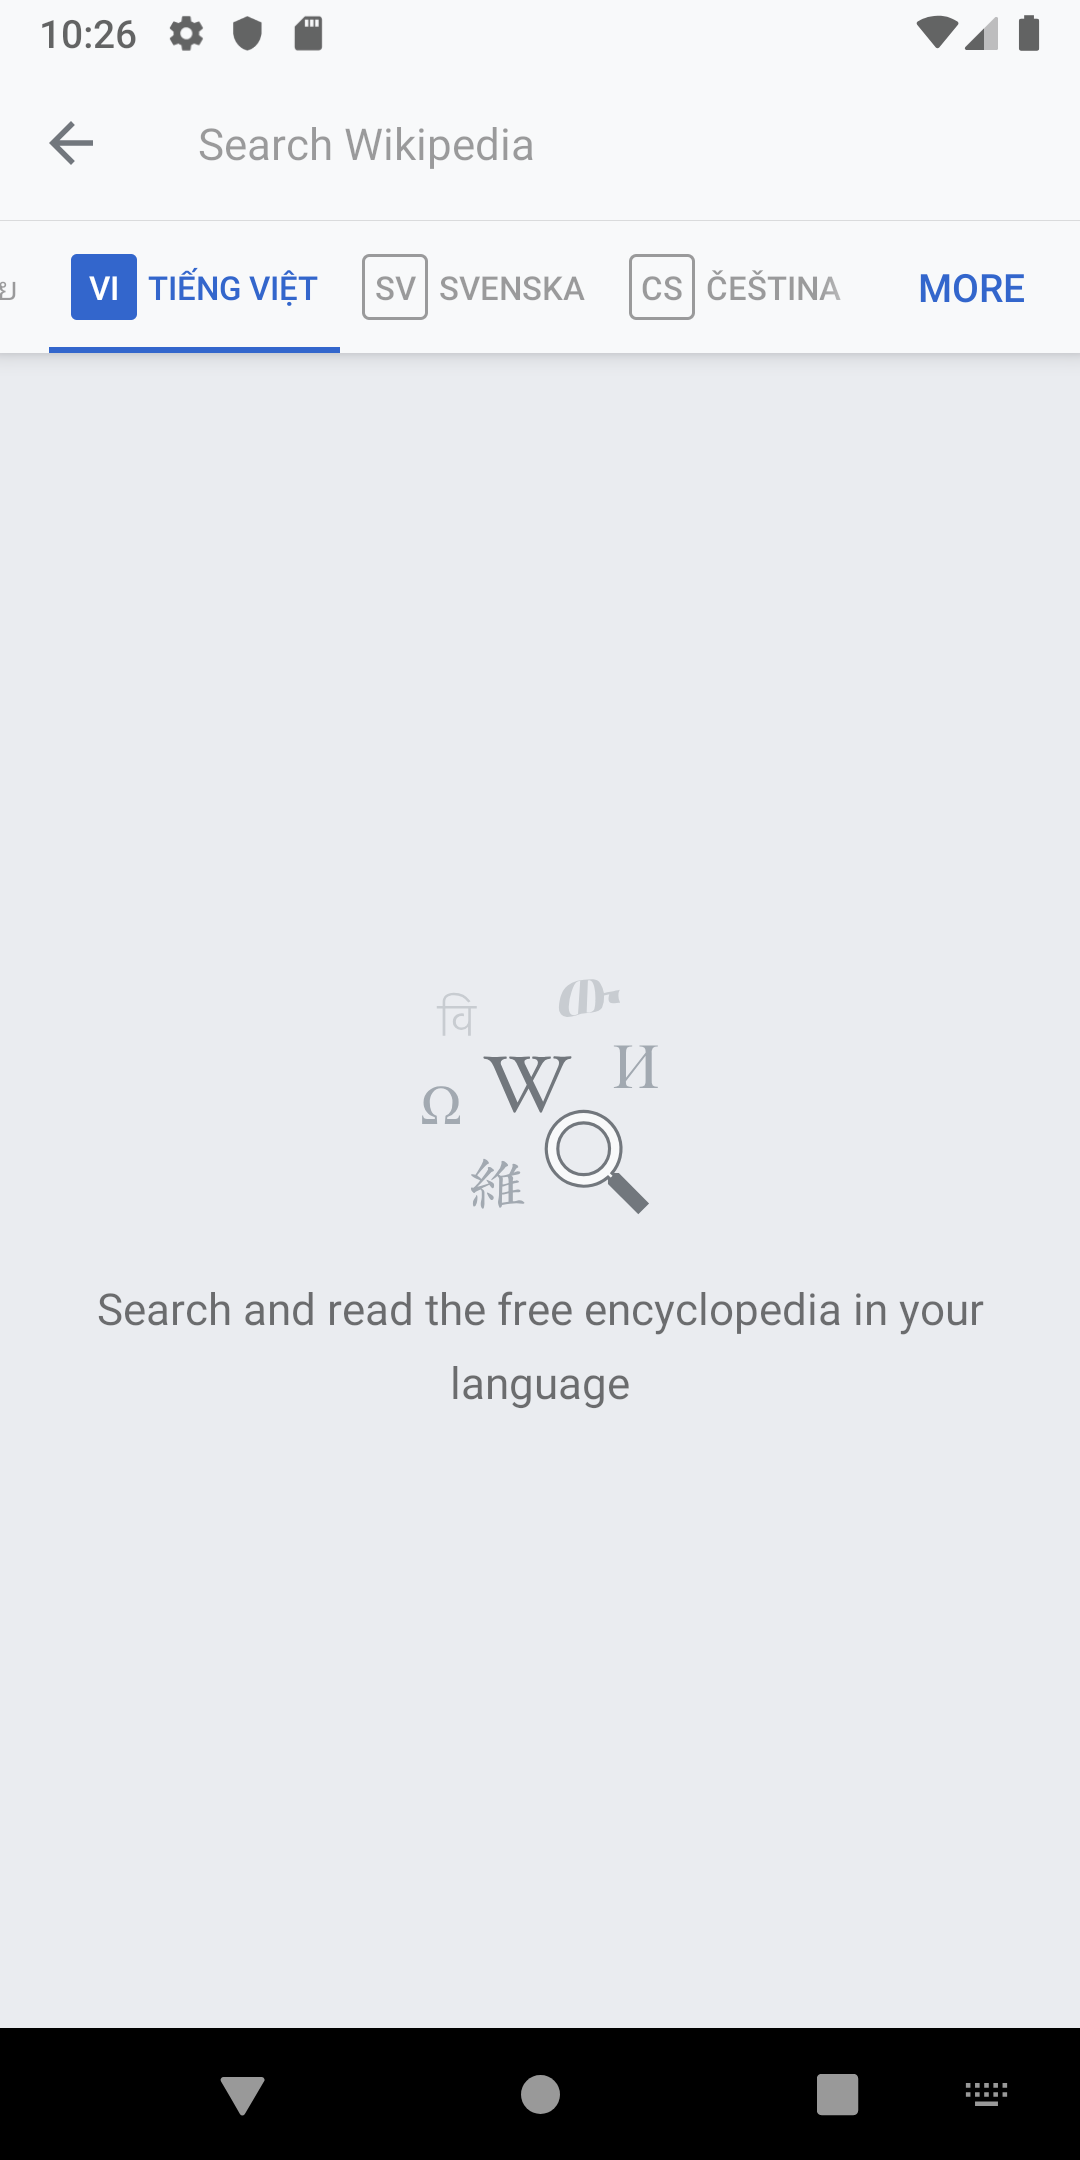 10:26
Search Wikipedia
VI TIẾNG VIỆT SV SVENSKA CS ČEŠTINA MORE
वि
W И
Ω
維
Search and read the free encyclopedia in your
language